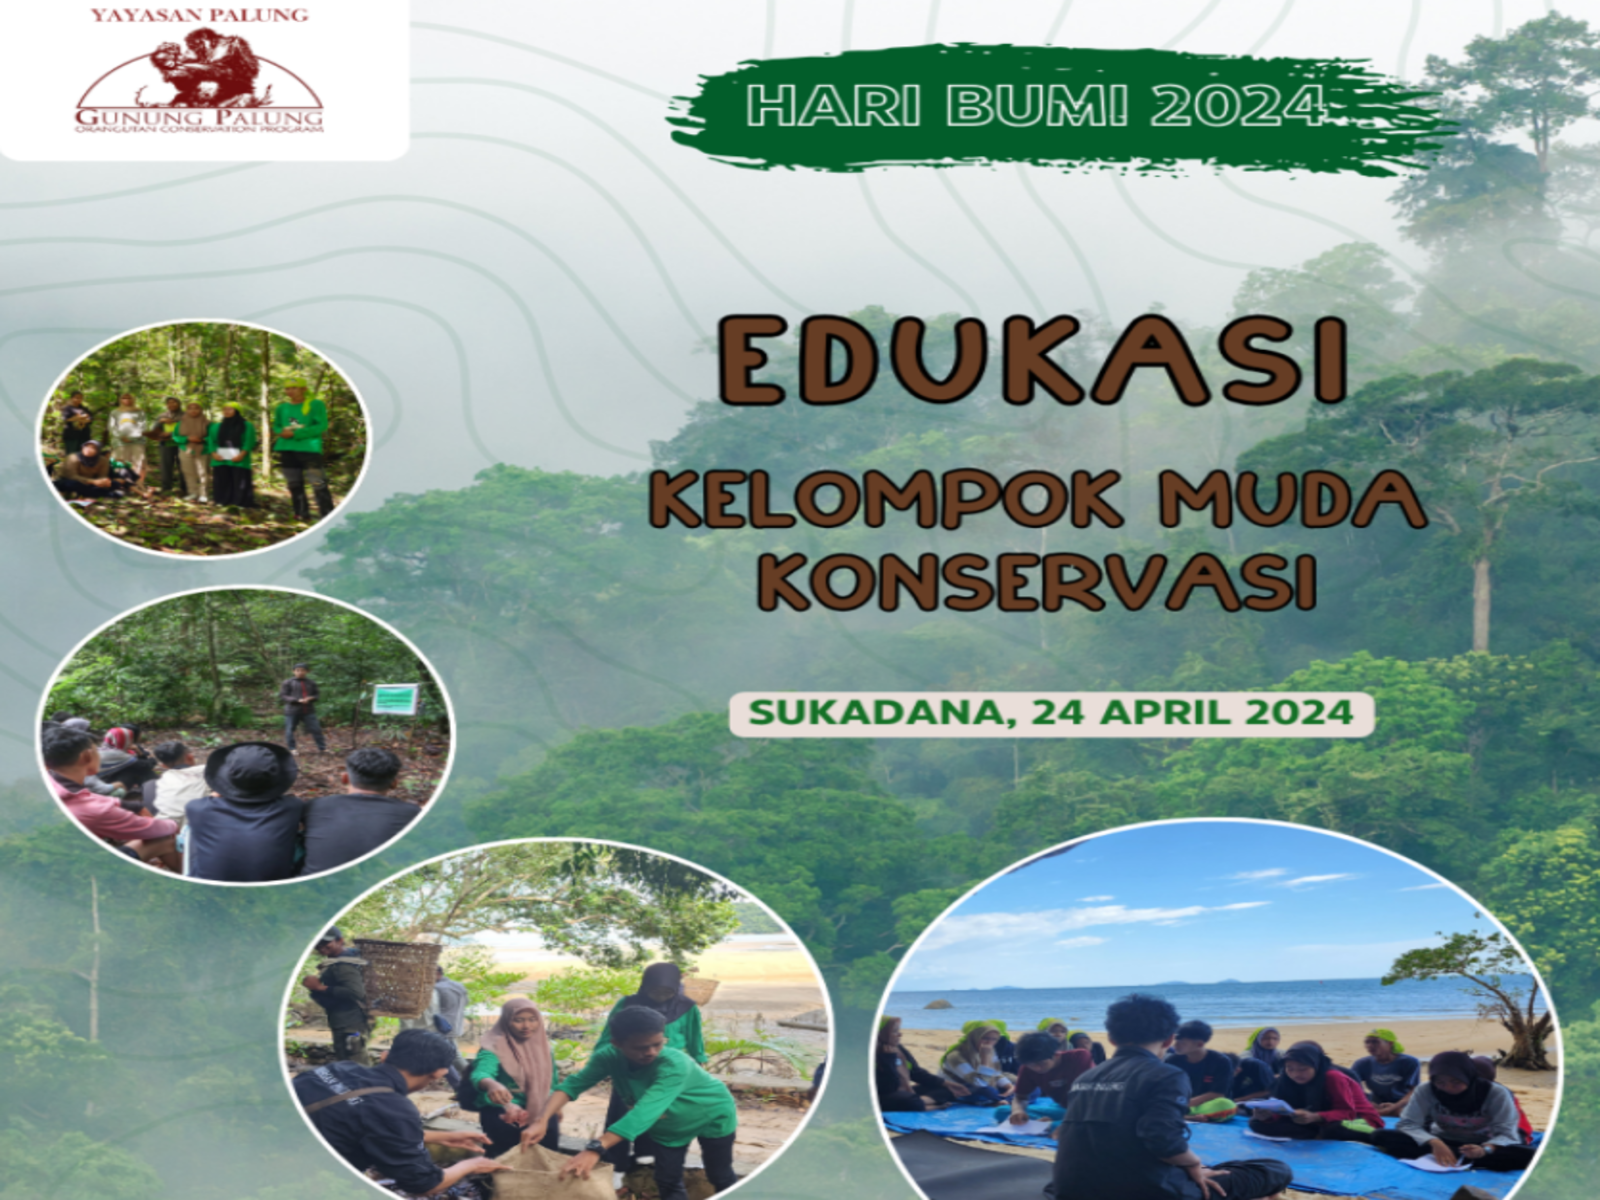 YAYASAN PALUNG
GUNUNG PALUNG
ORANGUTAN CONSERVATION PROGRAM
HARI BUMI 2024
EDUKASI
KELOMPOK MUDA
KONSERVASI
SUKADANA, 24 APRIL 2024